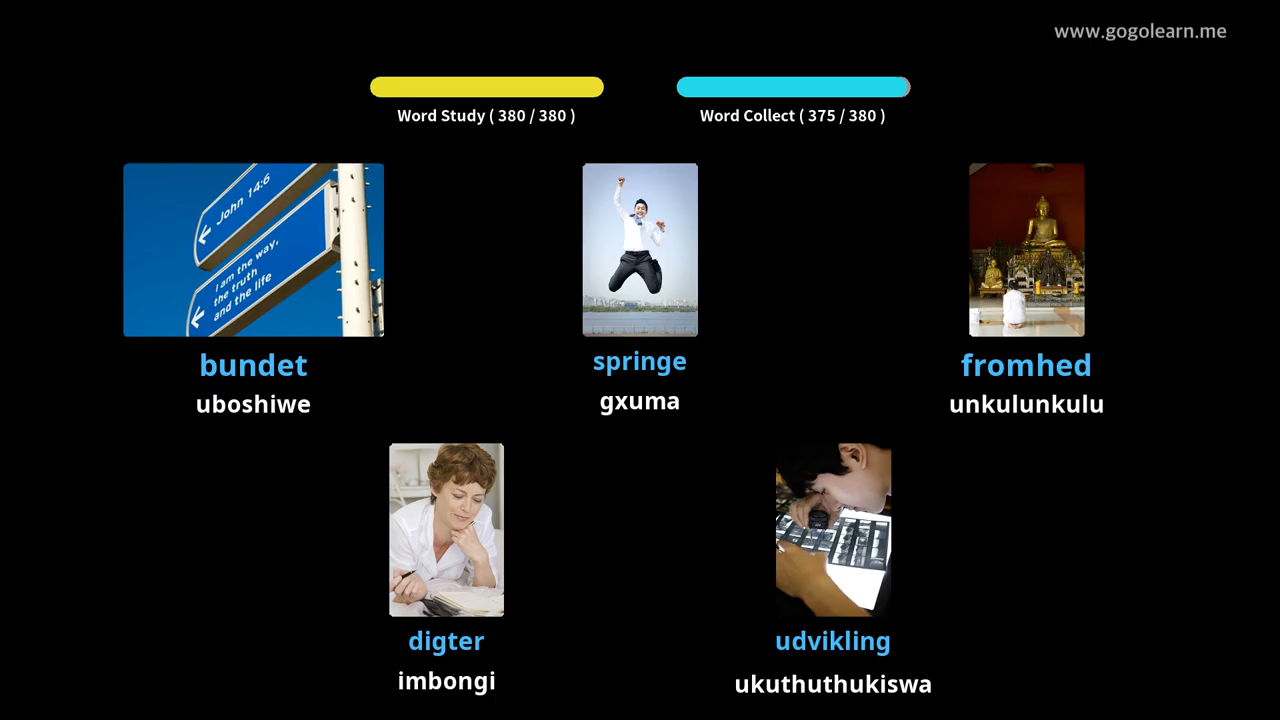 www.gogolearn.me
Word Study ( 380 / 380 )
Word Collect ( 375 / 380 )
John 14:6
I am the way,
the truth
and the life
bundet
uboshiwe
springe
gxuma
fromhed
unkulunkulu
digter
imbongi
udvikling
ukuthuthukiswa